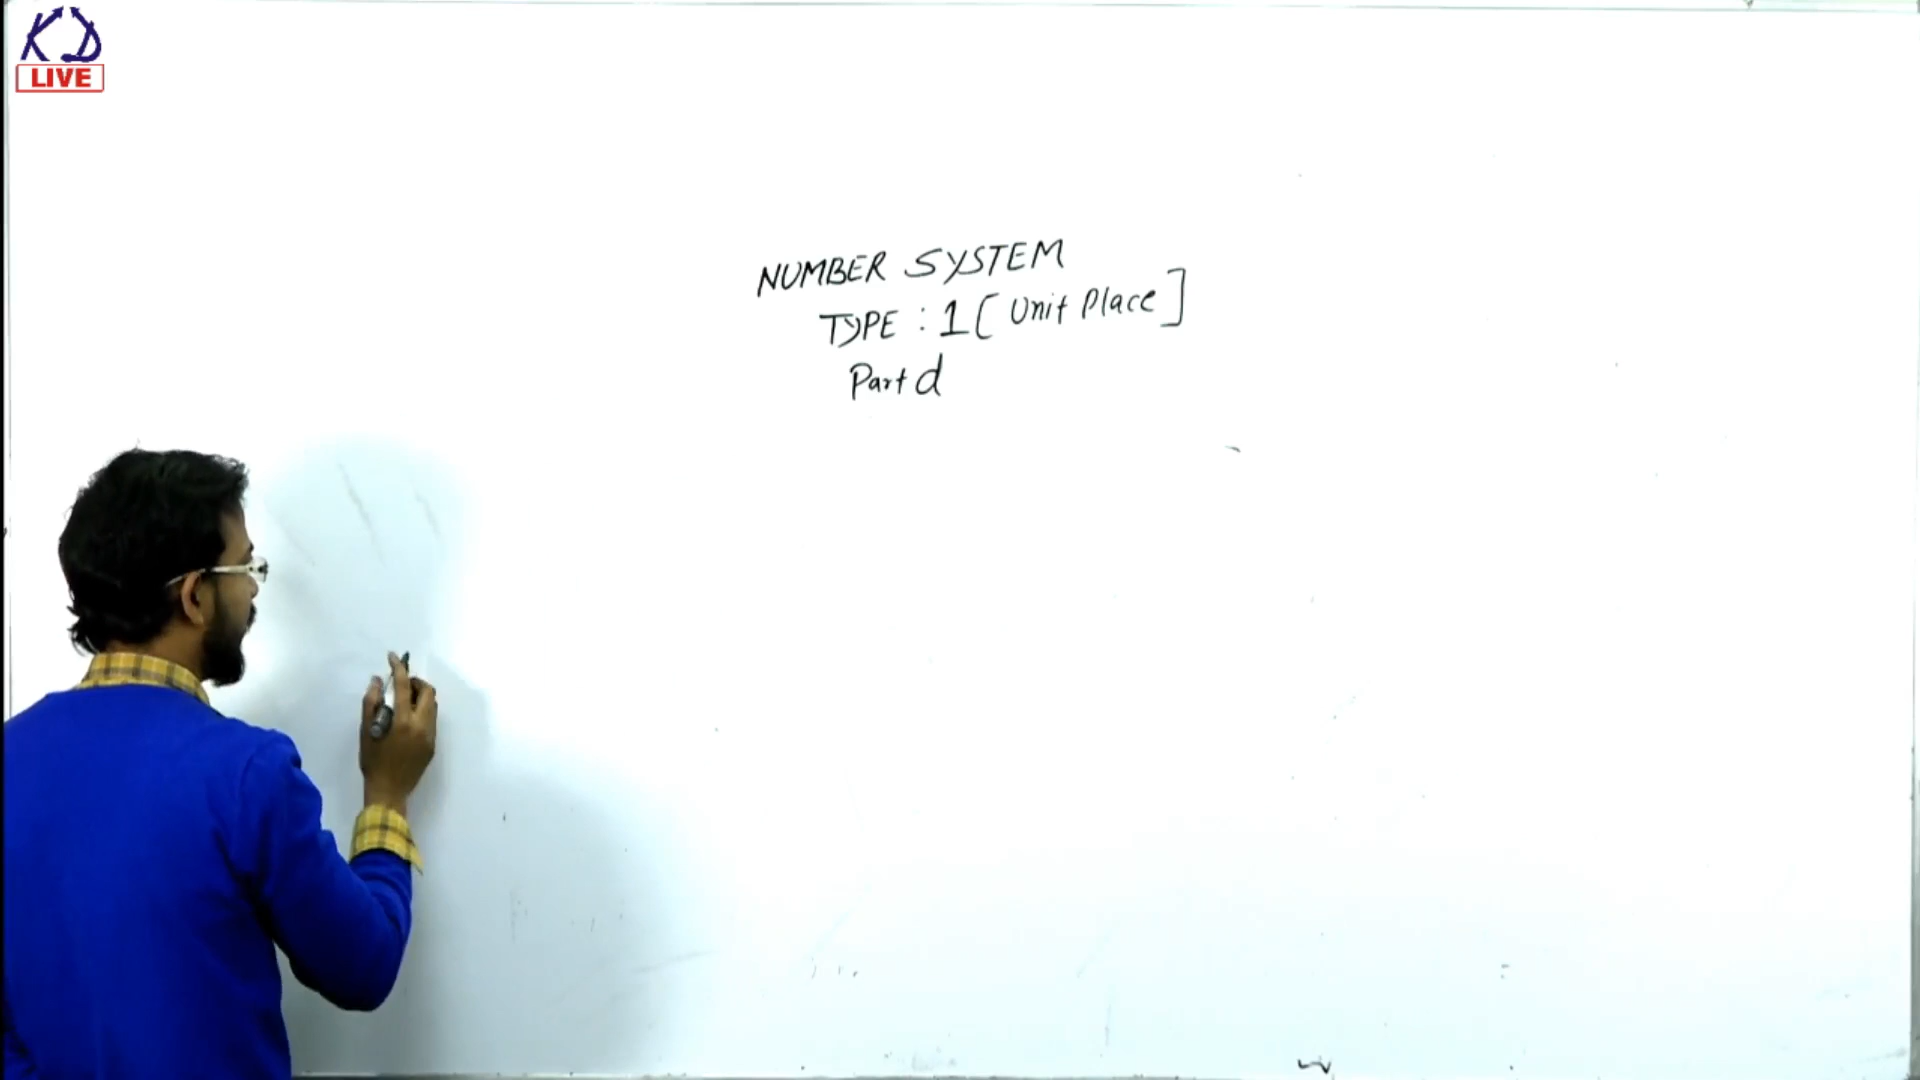 KD
LIVE
NUMBER SYSTEM
TYPE : 1 [ Unit Place ]
Part d